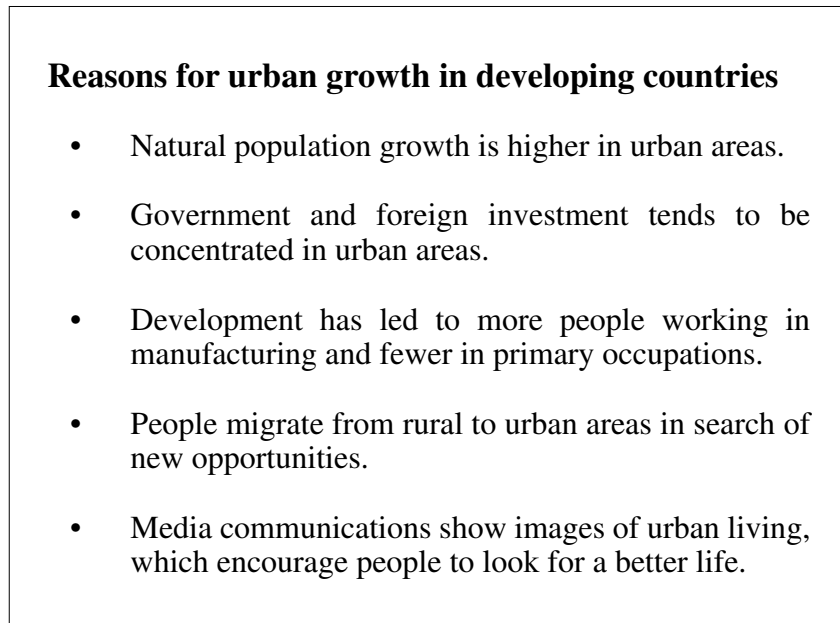 Reasons for urban growth in developing countries
• Natural population growth is higher in urban areas.
• Government and foreign investment tends to be
concentrated in urban areas.
• Development has led to more people working in
manufacturing and fewer in primary occupations.
• People migrate from rural to urban areas in search of
new opportunities.
• Media communications show images of urban living,
which encourage people to look for a better life.